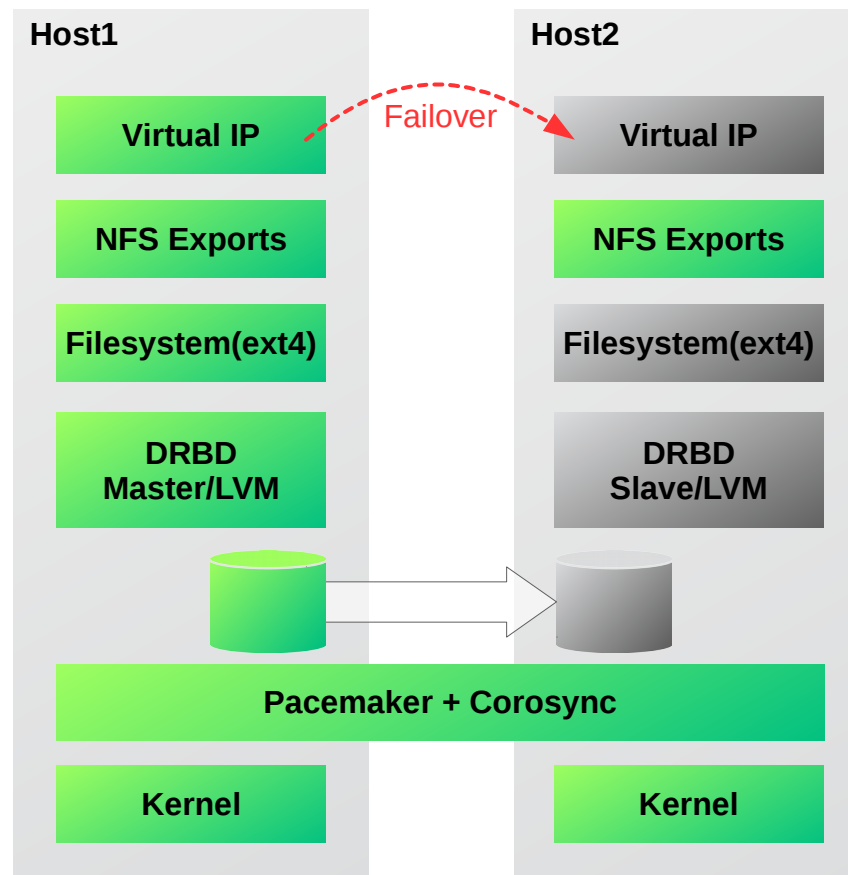 Host1
Host2
Virtual IP
Failover
Virtual IP
NFS Exports
NFS Exports
Filesystem(ext4)
Filesystem(ext4)
DRBD
Master/LVM
DRBD
Slave/LVM
Pacemaker + Corosync
Kernel
Kernel